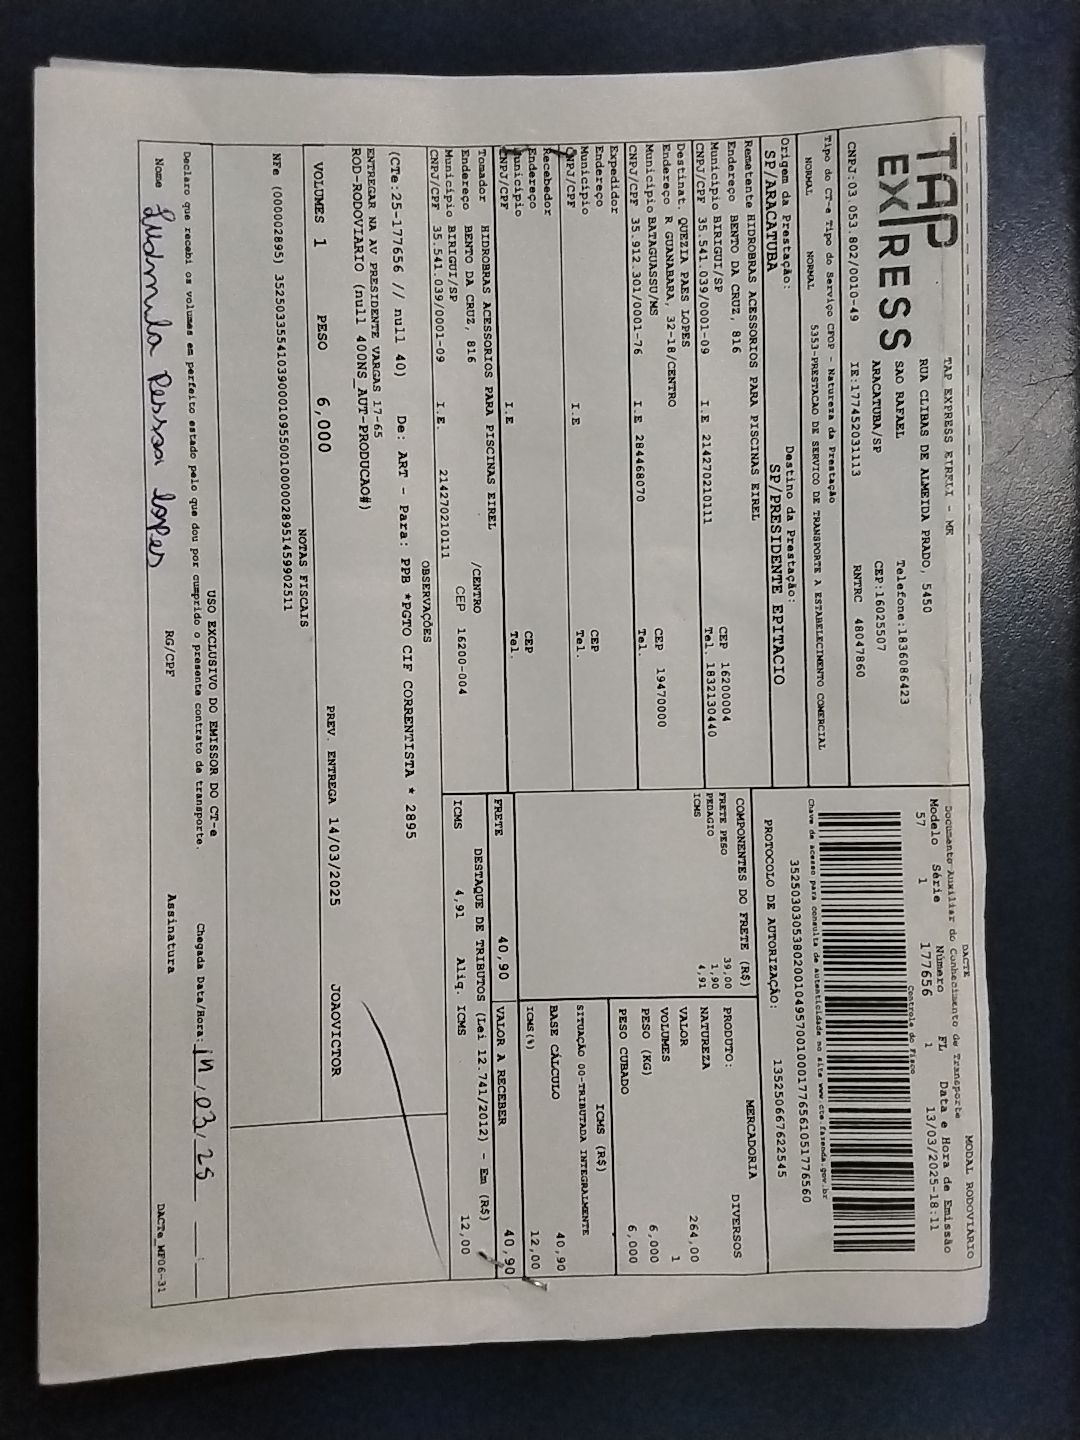 TAP
EXPRESS
TAP EXPRESS EIRELI - ME
RUA CLIBAS DE ALMEIDA PRADO, 5450
SAO RAFAEL Telefone:1836086423
ARACATUBA/SP CEP:16025507
CNPJ:03.053.802/0010-49 IE:177452031113 RNTRC 48047860
DACTE MODAL RODOVIÁRIO
Documento Auxiliar do Conhecimento de Transporte
Modelo Série Número FL Data e Hora de Emissão
57 1 177656 1 13/03/2025-18:11
Controle do Fisco
Chave de acesso para consulta de autenticidade no site www.cte.fazenda.gov.br
PROTOCOLO DE AUTORIZAÇÃO: 135250667622545
Tipo do CT-e Tipo do Serviço CFOP - Natureza da Prestação
NORMAL NORMAL 5353-PRESTACAO DE SERVICO DE TRANSPORTE A ESTABELECIMENTO COMERCIAL
Origem da Prestação: Destino da Prestação:
SP/ARACATUBA SP/PRESIDENTE EPITACIO
Remetente HIDROBRAS ACESSORIOS PARA PISCINAS EIREL
Endereço BENTO DA CRUZ, 816
Município BIRIGUI/SP CEP 16200004
CNPJ/CPF 35.541.039/0001-09 I.E 214270210111 Tel. 1832130440
Destinat. QUEZIA PAES LOPES
Endereço R GUANABARA, 32-18/CENTRO
Município BATAGUASSU/MS CEP 19470000
CNPJ/CPF 35.912.301/0001-76 I.E 284468070 Tel.
Expedidor
Endereço
Município CEP
CNPJ/CPF I.E Tel.
Recebedor
Endereço
Município CEP
CNPJ/CPF I.E Tel.
Tomador HIDROBRAS ACESSORIOS PARA PISCINAS EIREL
Endereço BENTO DA CRUZ, 816 /CENTRO
Município BIRIGUI/SP CEP 16200-004
CNPJ/CPF 35.541.039/0001-09 I.E. 214270210111
COMPONENTES DO FRETE (R$)
FRETE PESO 39,00
PEDAGIO 1,90
ICMS 4,91
MERCADORIA
PRODUTO: DIVERSOS
NATUREZA
VALOR 264,00
VOLUMES 1
PESO (KG) 6,000
PESO CUBADO 6,000
ICMS (R$)
SITUAÇÃO 00-TRIBUTADA INTEGRALMENTE
BASE CÁLCULO 40,90
ICMS(%) 12,00
FRETE 40,90 VALOR A RECEBER 40,90
DESTAQUE DE TRIBUTOS (Lei 12.741/2012) - Em (R$)
ICMS 4,91 Aliq. ICMS 12,00
OBSERVAÇÕES
(CTe:25-177656 // null 40) De: ART - Para: PPB *PGTO CIF CORRENTISTA * 2895
ENTREGAR NA AV PRESIDENTE VARGAS 17-65
ROD-RODOVIARIO (null 400NS_AUT-PRODUCAO#)
VOLUMES 1 PESO 6,000 PREV. ENTREGA 14/03/2025 JOAOVICTOR
NOTAS FISCAIS
NFe (000002895)
USO EXCLUSIVO DO EMISSOR DO CT-e
Declaro que recebi os volumes em perfeito estado pelo que dou por cumprido o presente contrato de transporte. Chegada Data/Hora: 14/03/25
Nome Ludmila Pessoa Lopes RG/CPF Assinatura
DACTe_MF06-31